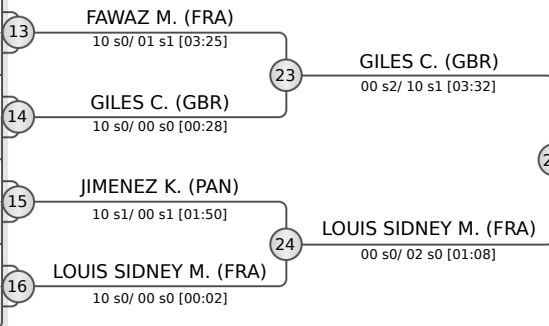 FAWAZ M. (FRA)
13
10 s0/ 01 s1 [03:25]
23
GILES C. (GBR)
00 s2/ 10 s1 [03:32]
GILES C. (GBR)
14
10 s0/ 00 s0 [00:28]
JIMENEZ K. (PAN)
15
10 s1/ 00 s1 [01:50]
24
LOUIS SIDNEY M. (FRA)
00 s0/ 02 s0 [01:08]
LOUIS SIDNEY M. (FRA)
16
10 s0/ 00 s0 [00:02]